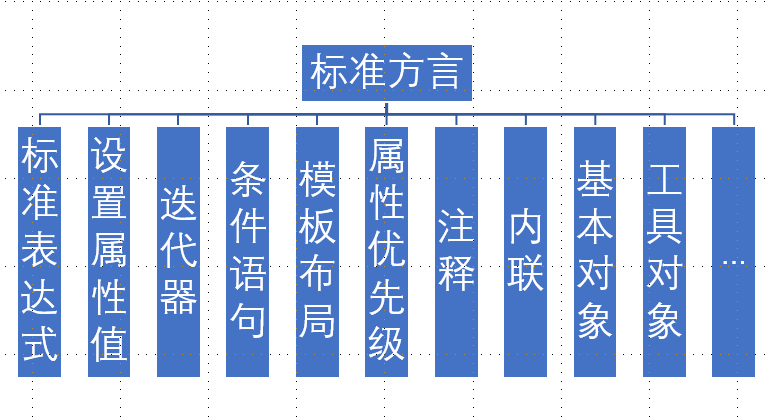 标准方言
标准表达式
设置属性值
迭代器
条件语句
模板布局
属性优先级
注释
内联
基本对象
工具对象
...